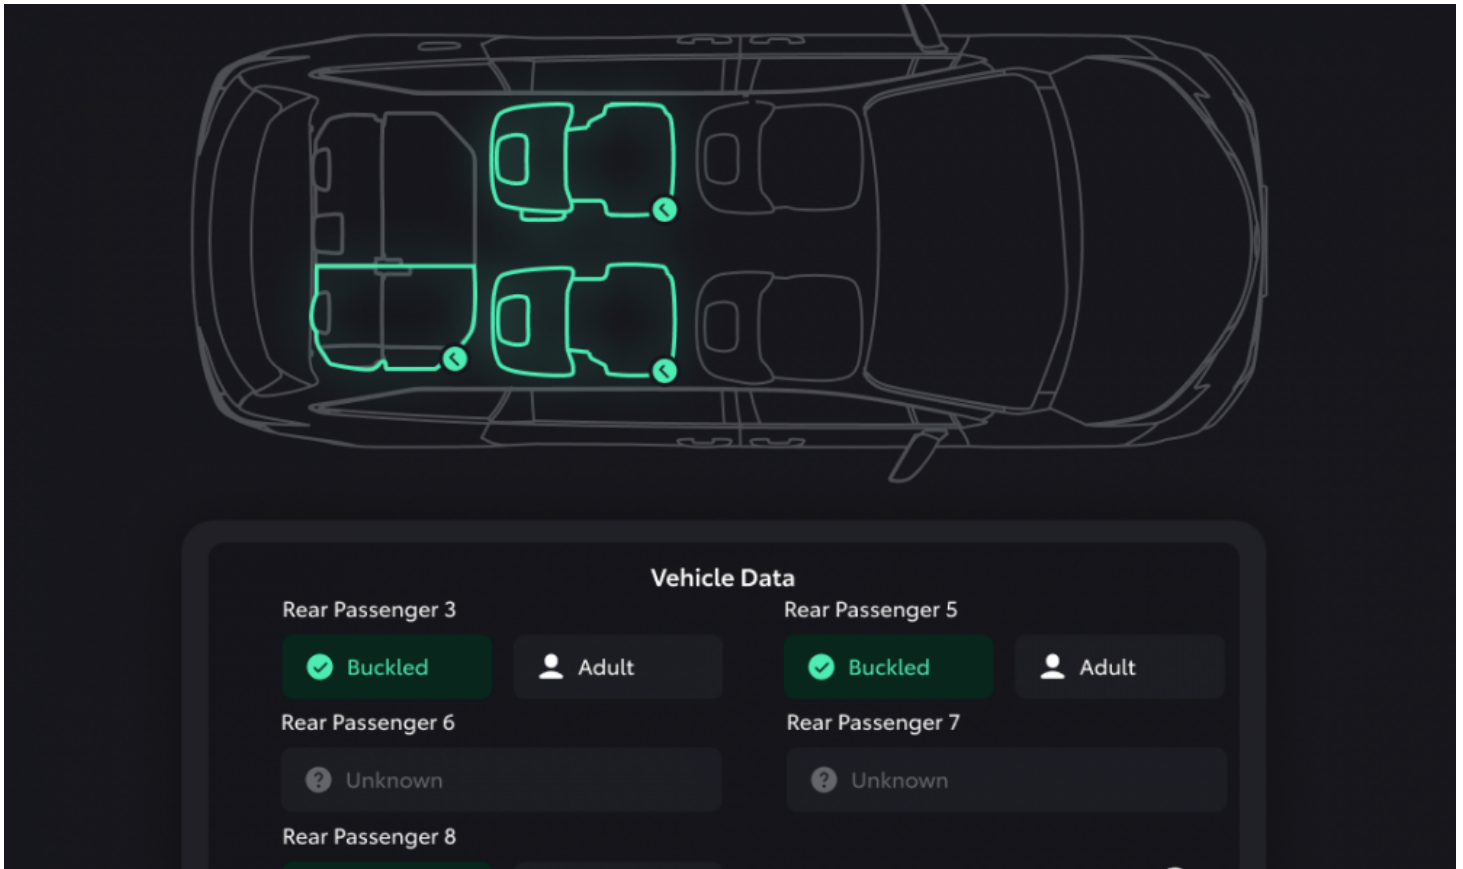 Vehicle Data
Rear Passenger 3
Rear Passenger 5
Buckled
Adult
Buckled
Adult
Rear Passenger 6
Rear Passenger 7
Unknown
Unknown
Rear Passenger 8